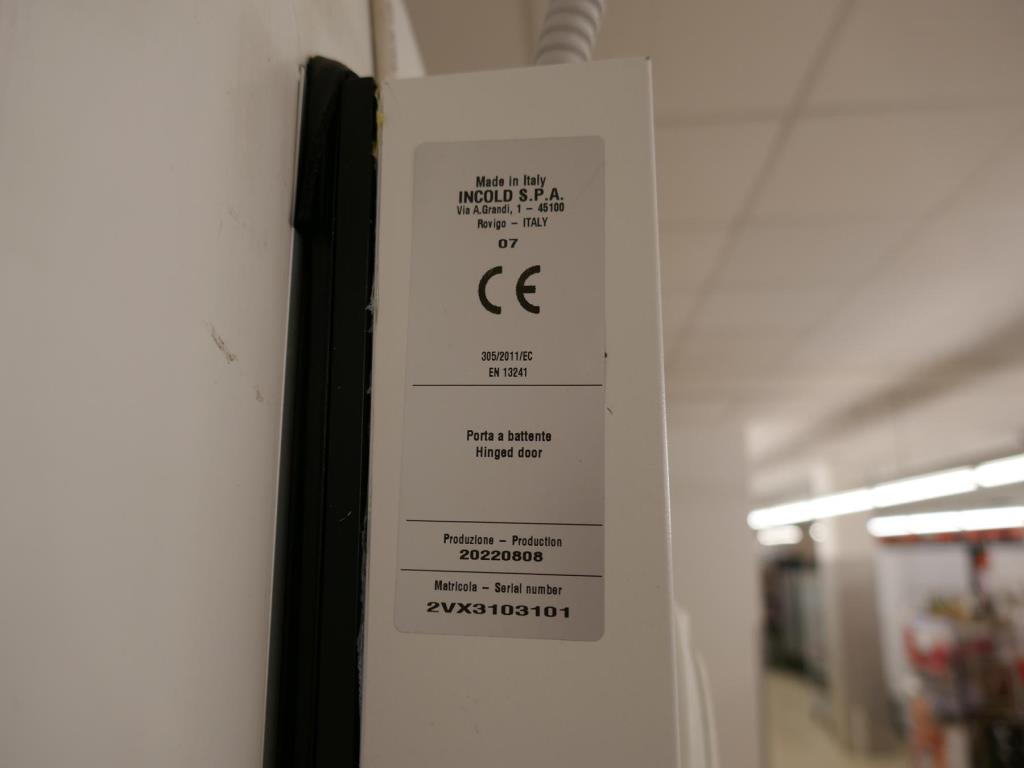 Made in Italy
INCOLD S.P.A.
Via A.Grandi, 1 – 45100
Rovigo – ITALY
07
CE
305/2011/EC
EN 13241
Porta a battente
Hinged door
Produzione – Production
20220808
Matricola – Serial number
2VX3103101